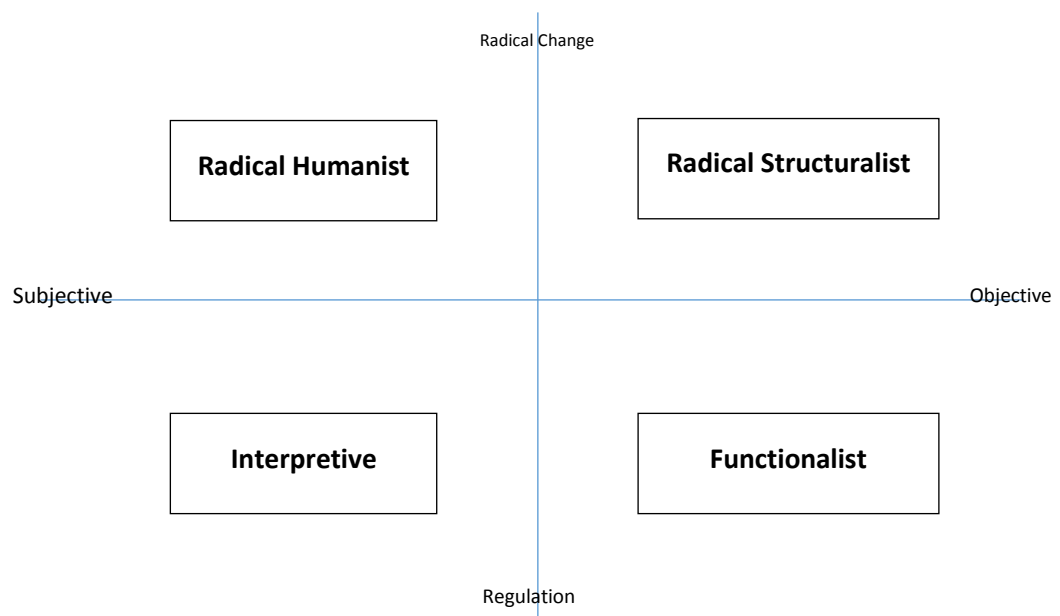 Radical Change
Radical Humanist
Radical Structuralist
Subjective
Objective
Interpretive
Functionalist
Regulation